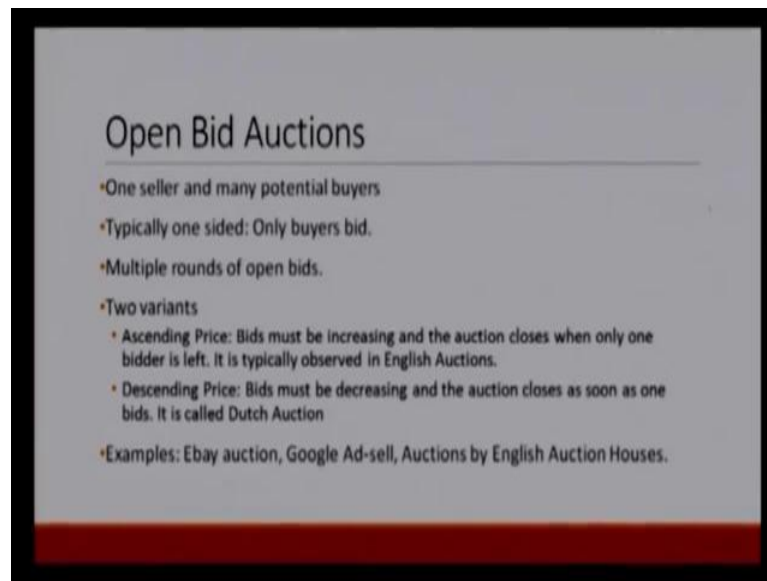 Open Bid Auctions
•One seller and many potential buyers
•Typically one sided: Only buyers bid.
•Multiple rounds of open bids.
•Two variants
• Ascending Price: Bids must be increasing and the auction closes when only one
bidder is left. It is typically observed in English Auctions.
• Descending Price: Bids must be decreasing and the auction closes as soon as one
bids. It is called Dutch Auction
•Examples: Ebay auction, Google Ad-sell, Auctions by English Auction Houses.